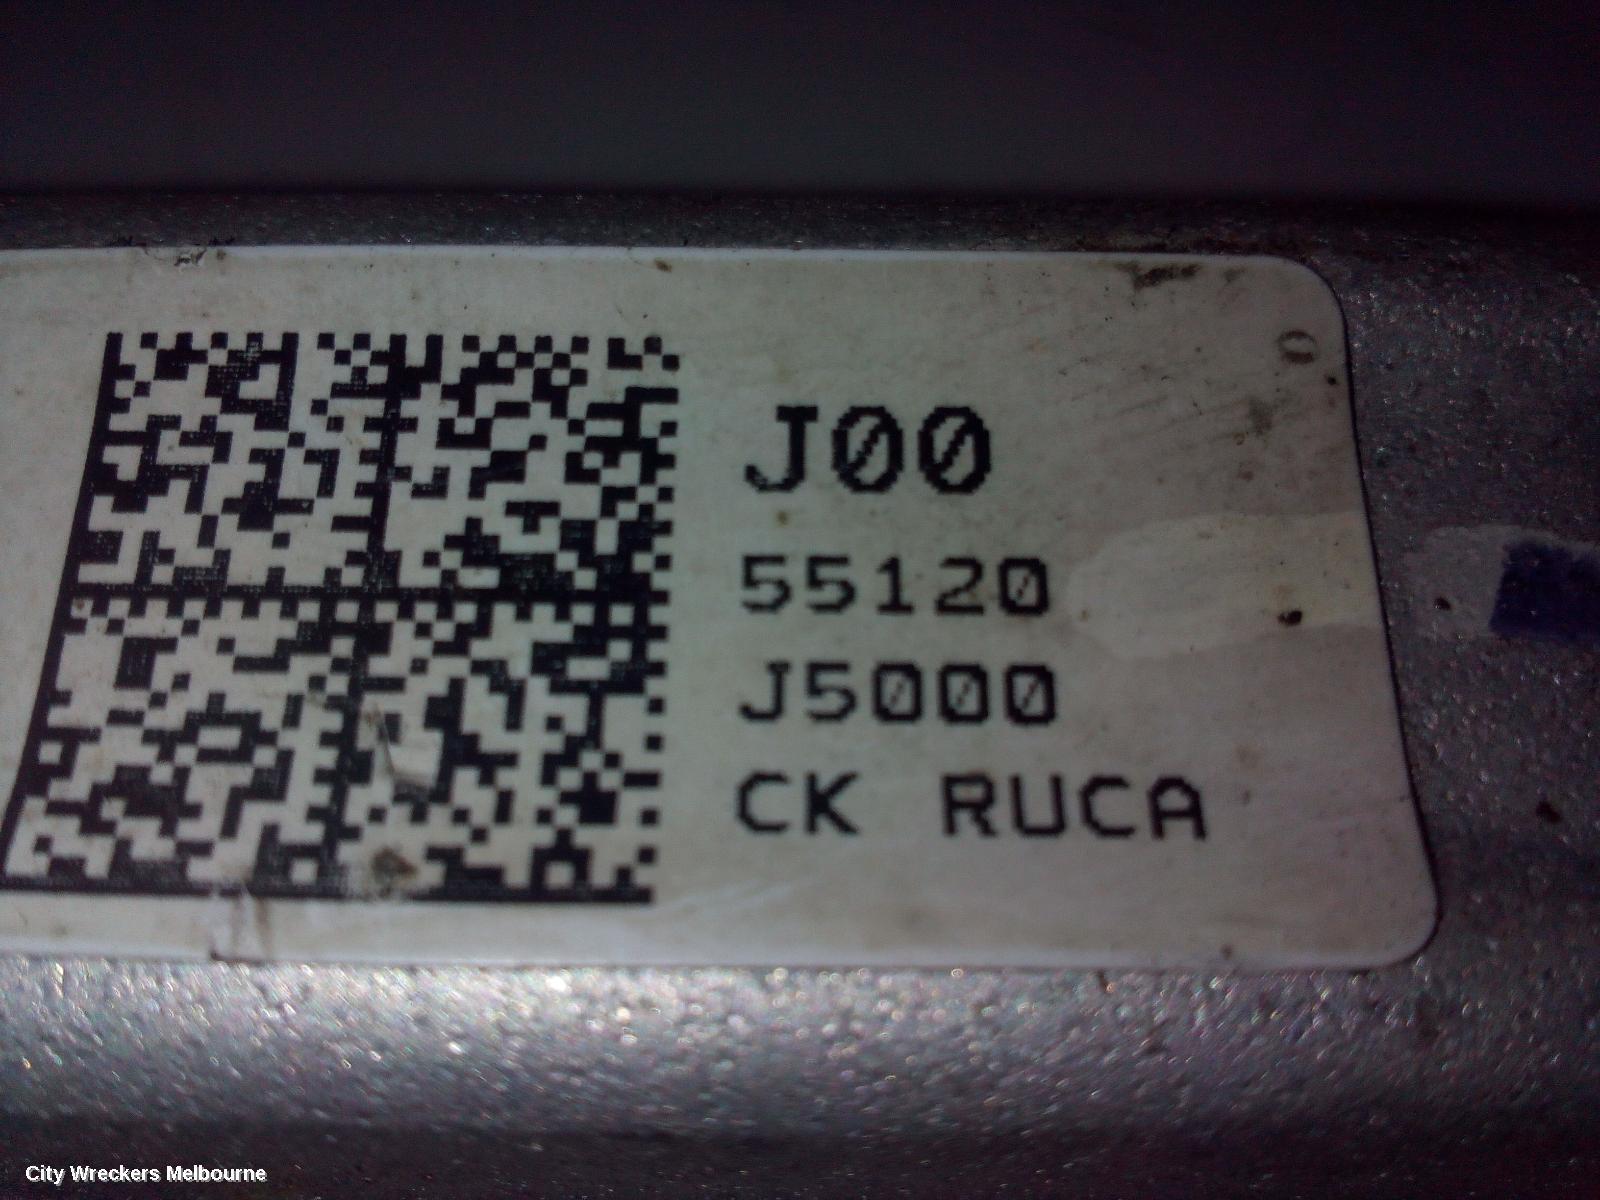 J00
55120
J5000
CK RUCA
City Wreckers Melbourne